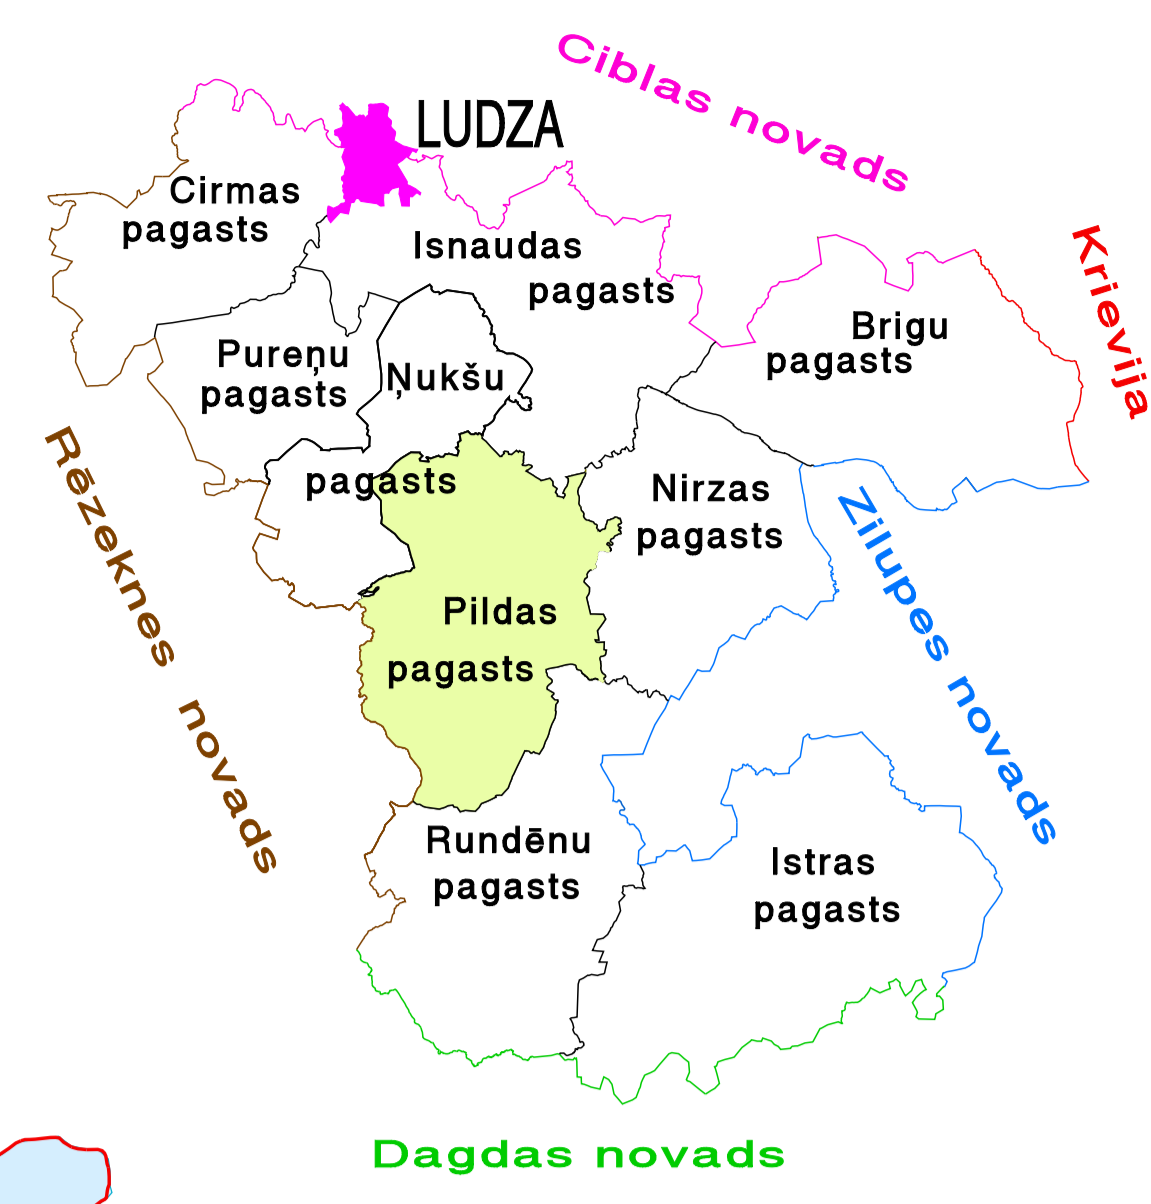 Ciblas novads
LUDZA
Cirmas
pagasts
Isnaudas
pagasts
Krievija
Brigu
pagasts
Pureņu
pagasts
Ņukšu
pagasts
Rēzeknes novads
Nirzas
pagasts
Zilupes novads
Pildas
pagasts
Rundēnu
pagasts
Istras
pagasts
Dagdas novads